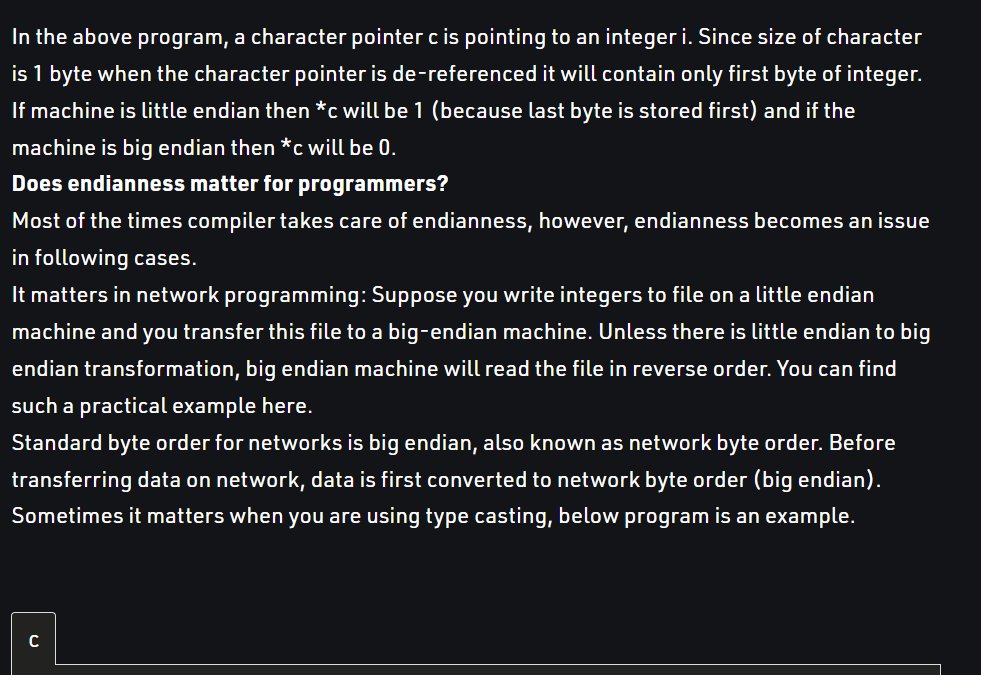 In the above program, a character pointer c is pointing to an integer i. Since size of character
is 1 byte when the character pointer is de-referenced it will contain only first byte of integer.
If machine is little endian then *c will be 1 (because last byte is stored first) and if the
machine is big endian then *c will be 0.
Does endianness matter for programmers?
Most of the times compiler takes care of endianness, however, endianness becomes an issue
in following cases.
It matters in network programming: Suppose you write integers to file on a little endian
machine and you transfer this file to a big-endian machine. Unless there is little endian to big
endian transformation, big endian machine will read the file in reverse order. You can find
such a practical example here.
Standard byte order for networks is big endian, also known as network byte order. Before
transferring data on network, data is first converted to network byte order (big endian).
Sometimes it matters when you are using type casting, below program is an example.
C